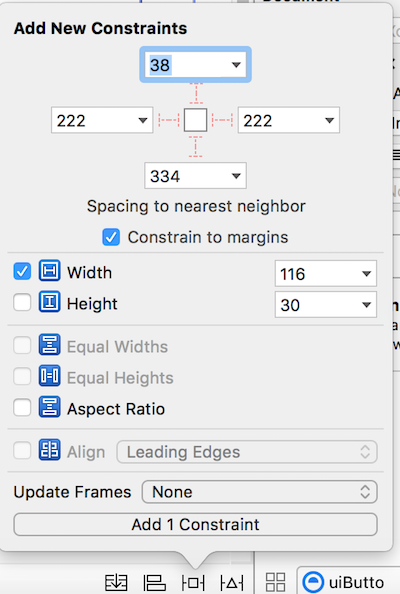 Document
Add New Constraints
38
222 222
334
Spacing to nearest neighbor
Constrain to margins
Width 116
Height 30
Equal Widths
Equal Heights
Aspect Ratio
Align Leading Edges
Update Frames None
Add 1 Constraint
uiButto